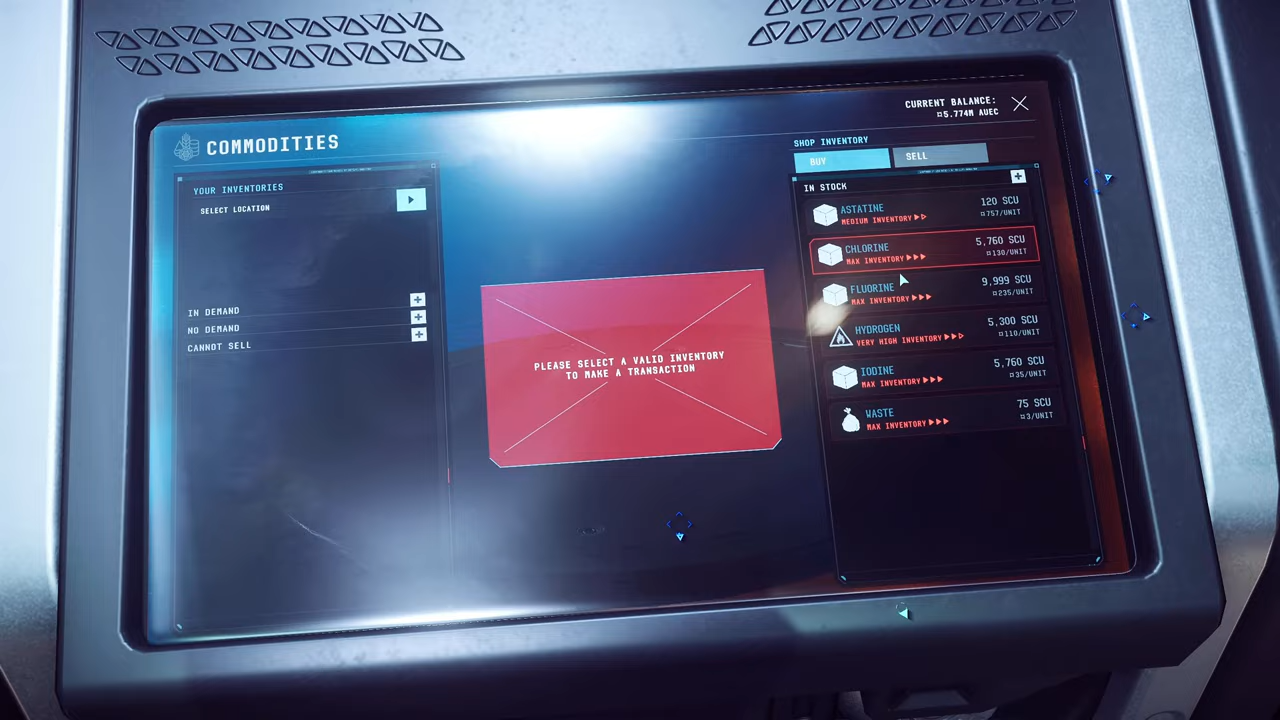 CURRENT BALANCE:
¤5.774M AUEC
COMMODITIES
SHOP INVENTORY
BUY
SELL
YOUR INVENTORIES
SELECT LOCATION
IN DEMAND
NO DEMAND
CANNOT SELL
PLEASE SELECT A VALID INVENTORY
TO MAKE A TRANSACTION
IN STOCK
ASTATINE 120 SCU
MEDIUM INVENTORY ¤757/UNIT
CHLORINE 5,760 SCU
MAX INVENTORY ¤130/UNIT
FLUORINE 9,999 SCU
MAX INVENTORY ¤235/UNIT
HYDROGEN 5,300 SCU
VERY HIGH INVENTORY ¤110/UNIT
IODINE 5,760 SCU
MAX INVENTORY ¤35/UNIT
WASTE 75 SCU
MAX INVENTORY ¤3/UNIT